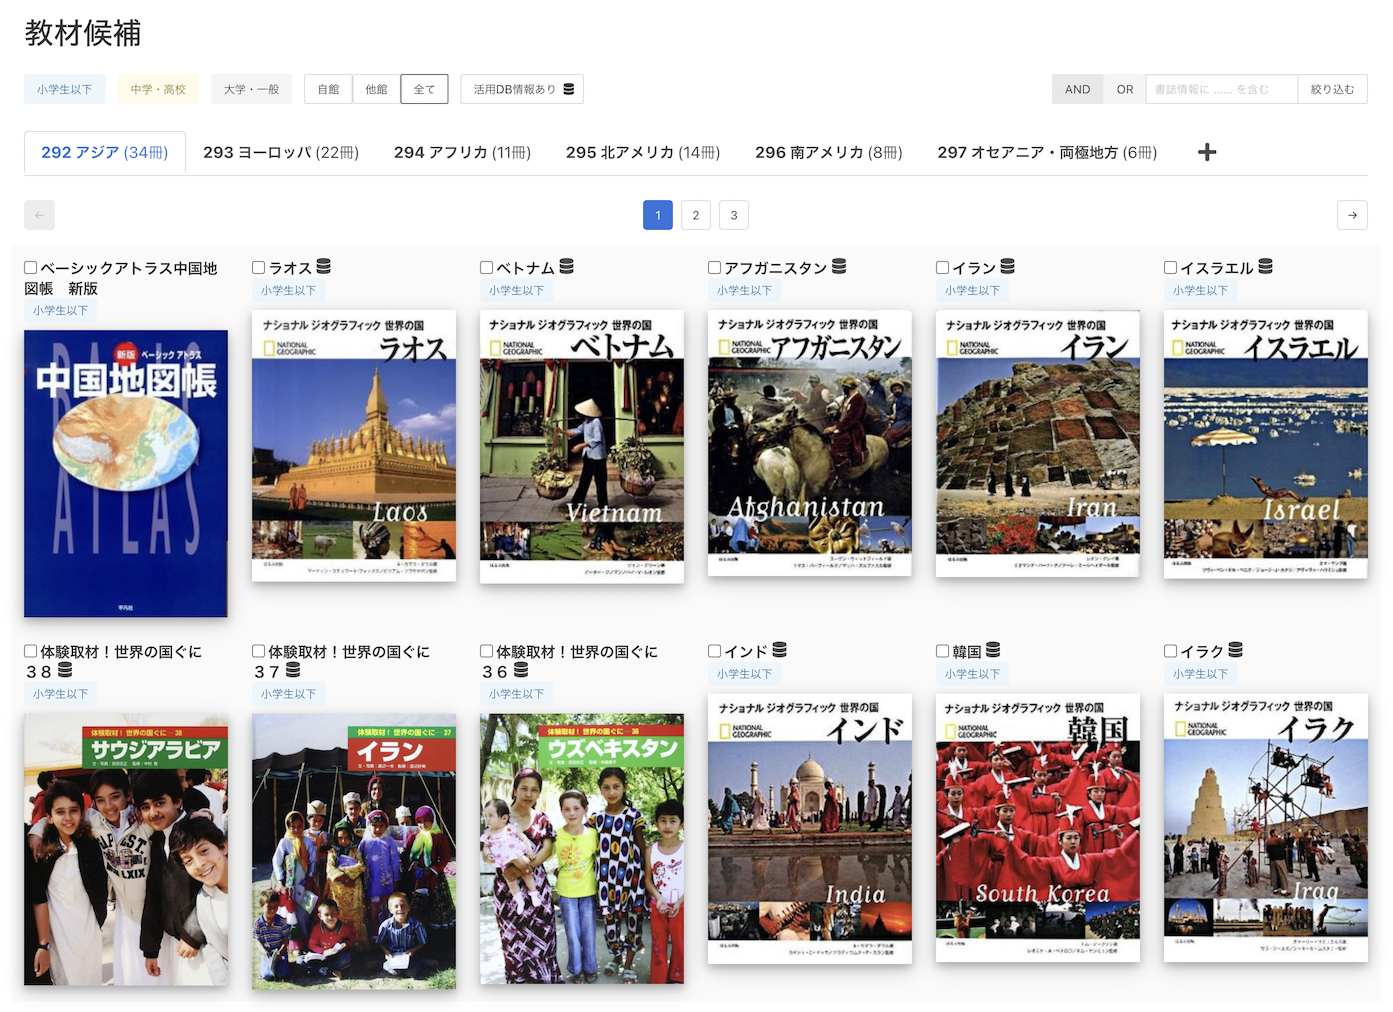 教材候補
小学生以下 中学・高校 大学・一般 自館 他館 全て 活用DB情報あり AND OR 書誌情報に ...... を含む 絞り込む
292 アジア (34冊) 293 ヨーロッパ (22冊) 294 アフリカ (11冊) 295 北アメリカ (14冊) 296 南アメリカ (8冊) 297 オセアニア・両極地方 (6冊)
← 1 2 3 →
ベーシックアトラス中国地
図帳　新版
小学生以下
新版 ベーシック アトラス
中国地図帳
ATLAS
平凡社
ラオス
小学生以下
ナショナル ジオグラフィック 世界の国
NATIONAL
GEOGRAPHIC
ラオス
Laos
ベトナム
小学生以下
ナショナル ジオグラフィック 世界の国
NATIONAL
GEOGRAPHIC
ベトナム
Vietnam
アフガニスタン
小学生以下
ナショナル ジオグラフィック 世界の国
NATIONAL
GEOGRAPHIC
アフガニスタン
Afghanistan
イラン
小学生以下
ナショナル ジオグラフィック 世界の国
NATIONAL
GEOGRAPHIC
イラン
Iran
イスラエル
小学生以下
ナショナル ジオグラフィック 世界の国
NATIONAL
GEOGRAPHIC
イスラエル
Israel
体験取材！世界の国ぐに
３８
小学生以下
体験取材！ 世界の国ぐに—38
サウジアラビア
体験取材！世界の国ぐに
３７
小学生以下
体験取材！ 世界の国ぐに—37
イラン
体験取材！世界の国ぐに
３６
小学生以下
体験取材！ 世界の国ぐに—36
ウズベキスタン
インド
小学生以下
ナショナル ジオグラフィック 世界の国
NATIONAL
GEOGRAPHIC
インド
India
韓国
小学生以下
ナショナル ジオグラフィック 世界の国
NATIONAL
GEOGRAPHIC
韓国
South Korea
イラク
小学生以下
ナショナル ジオグラフィック 世界の国
NATIONAL
GEOGRAPHIC
イラク
Iraq